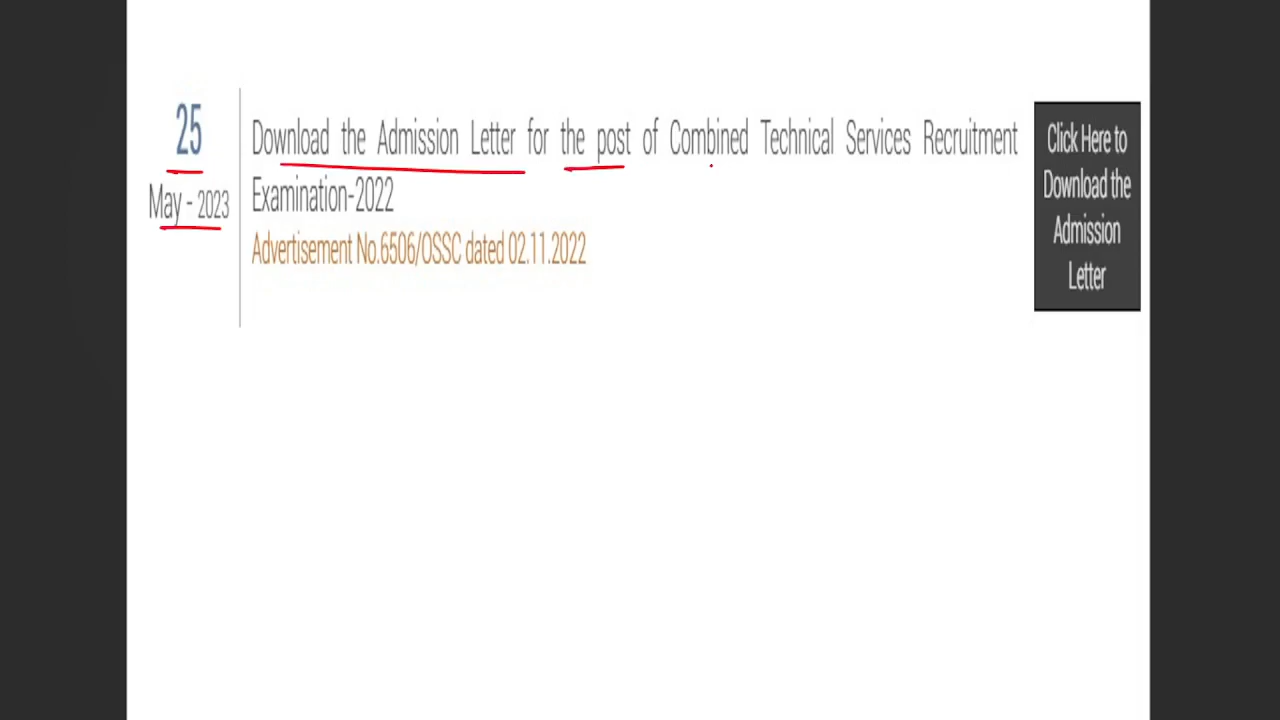 25
May - 2023
Download the Admission Letter for the post of Combined Technical Services Recruitment
Examination-2022
Advertisement No.6506/OSSC dated 02.11.2022
Click Here to
Download the
Admission
Letter